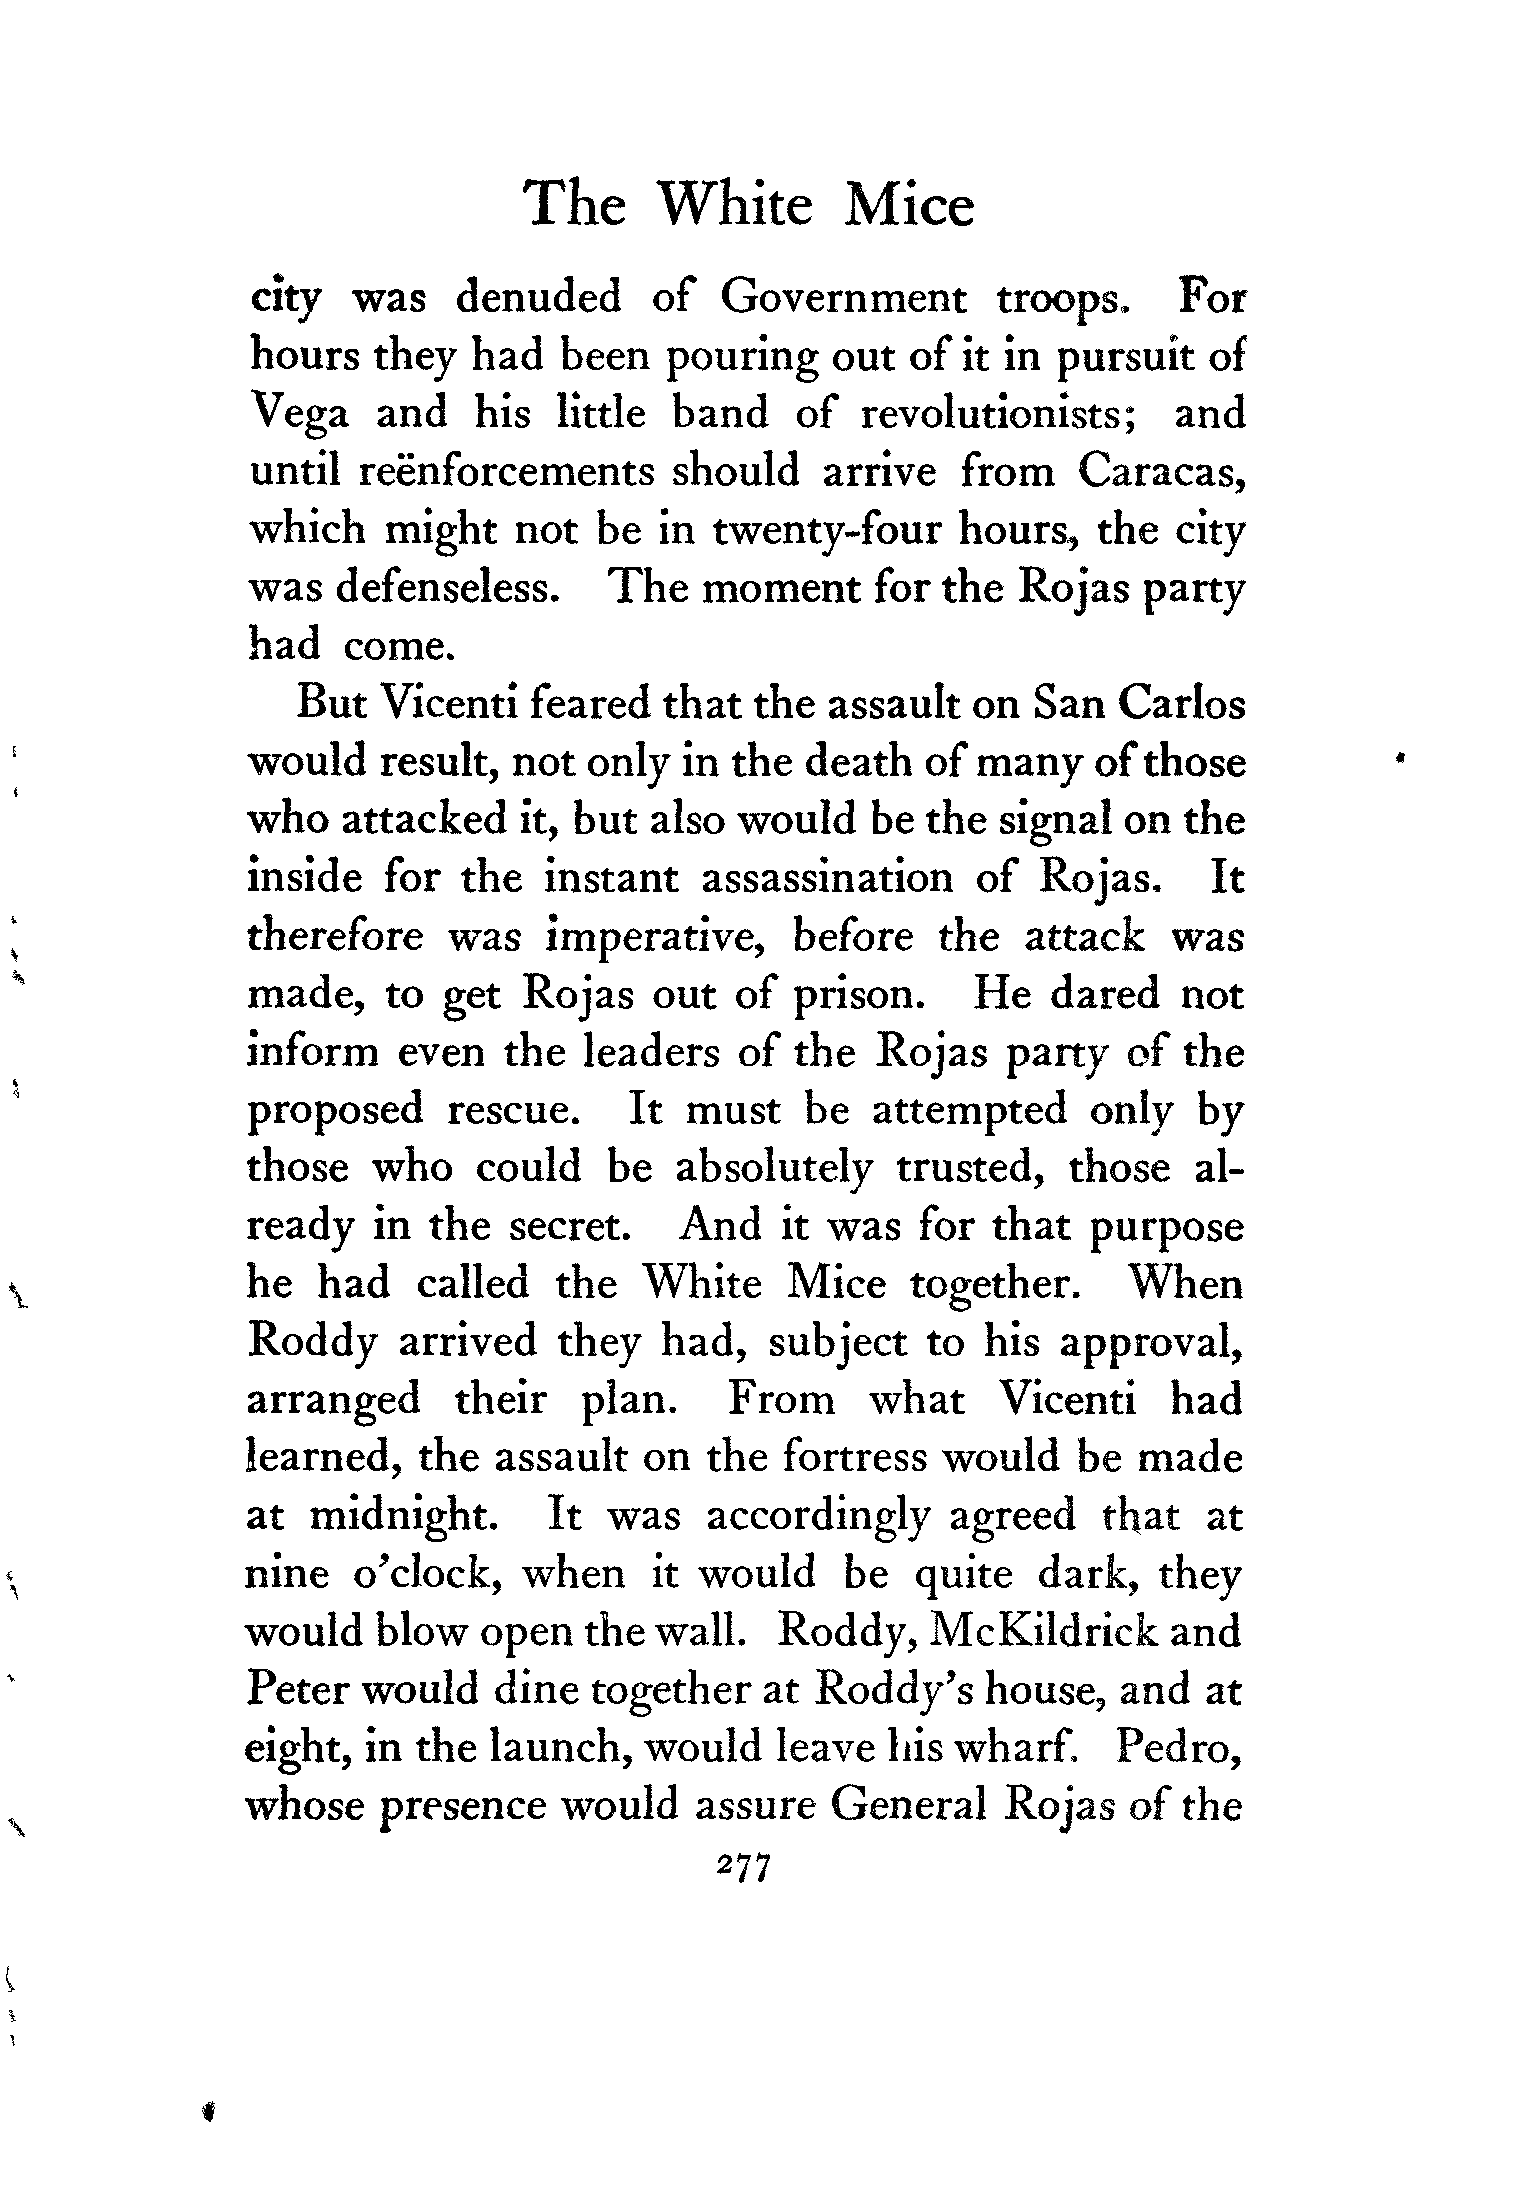 The White Mice
city was denuded of Government troops. For
hours they had been pouring out of it in pursuit of
Vega and his little band of revolutionists; and
until reënforcements should arrive from Caracas,
which might not be in twenty-four hours, the city
was defenseless. The moment for the Rojas party
had come.
But Vicenti feared that the assault on San Carlos
would result, not only in the death of many of those
who attacked it, but also would be the signal on the
inside for the instant assassination of Rojas. It
therefore was imperative, before the attack was
made, to get Rojas out of prison. He dared not
inform even the leaders of the Rojas party of the
proposed rescue. It must be attempted only by
those who could be absolutely trusted, those al-
ready in the secret. And it was for that purpose
he had called the White Mice together. When
Roddy arrived they had, subject to his approval,
arranged their plan. From what Vicenti had
learned, the assault on the fortress would be made
at midnight. It was accordingly agreed that at
nine o'clock, when it would be quite dark, they
would blow open the wall. Roddy, McKildrick and
Peter would dine together at Roddy's house, and at
eight, in the launch, would leave his wharf. Pedro,
whose presence would assure General Rojas of the
277